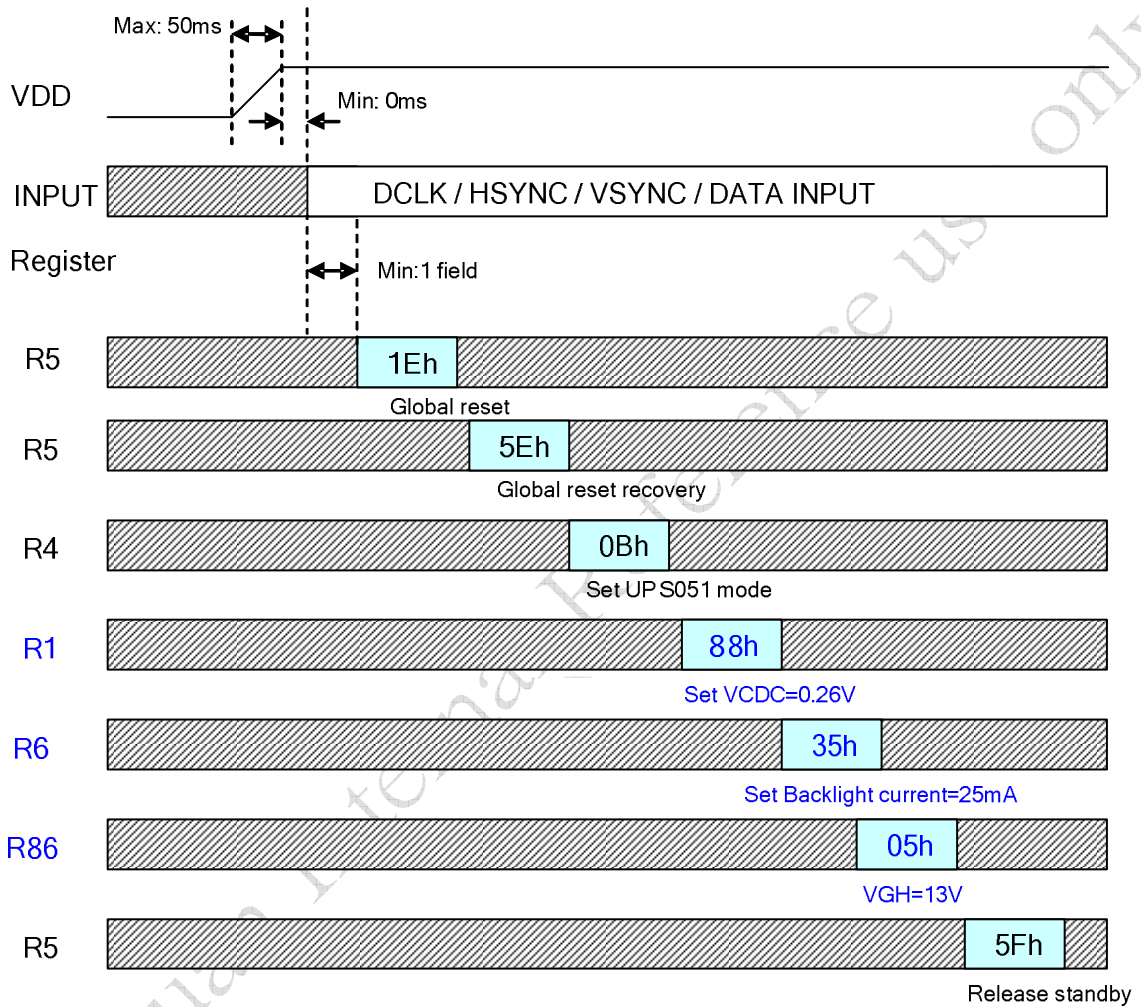 Max: 50ms
VDD
Min: 0ms
INPUT
DCLK / HSYNC / VSYNC / DATA INPUT
Register
Min:1 field
R5
1Eh
Global reset
R5
5Eh
Global reset recovery
R4
0Bh
Set UPS051 mode
R1
88h
Set VCDC=0.26V
R6
35h
Set Backlight current=25mA
R86
05h
VGH=13V
R5
5Fh
Release standby
use only